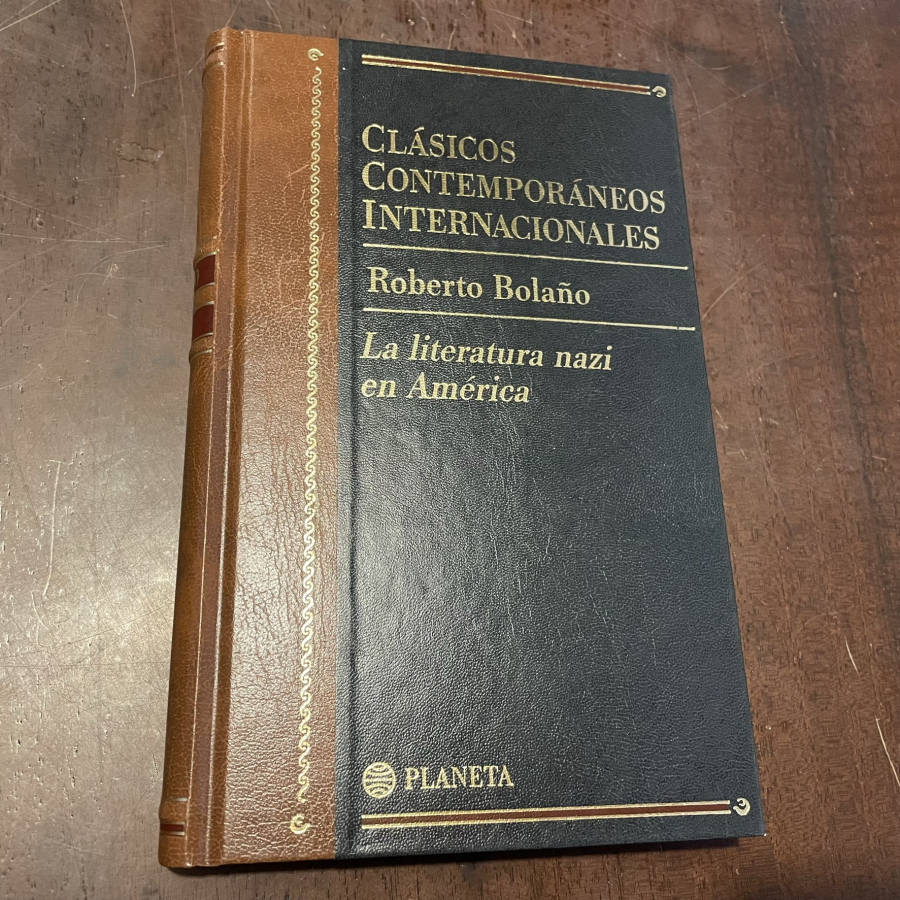 CLÁSICOS
CONTEMPORÁNEOS
INTERNACIONALES
Roberto Bolaño
La literatura nazi
en América
PLANETA